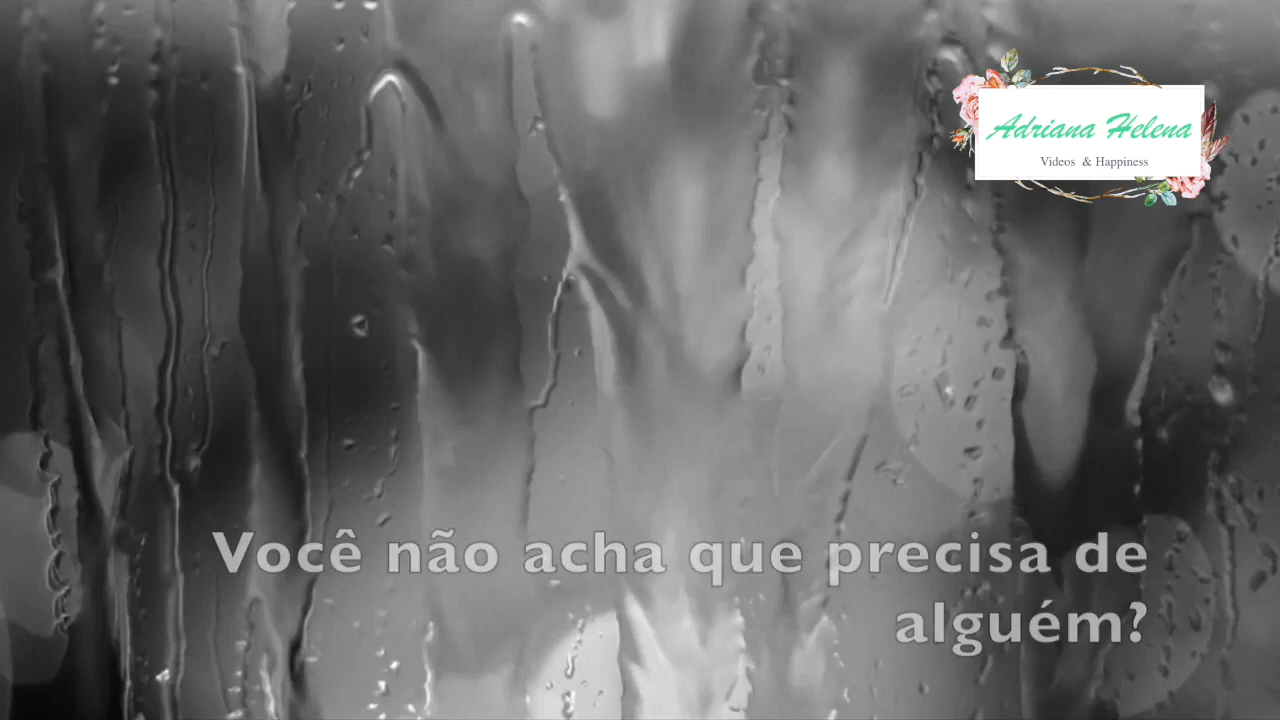 Adriana Helena
Videos & Happiness
Você não acha que precisa de
alguém?